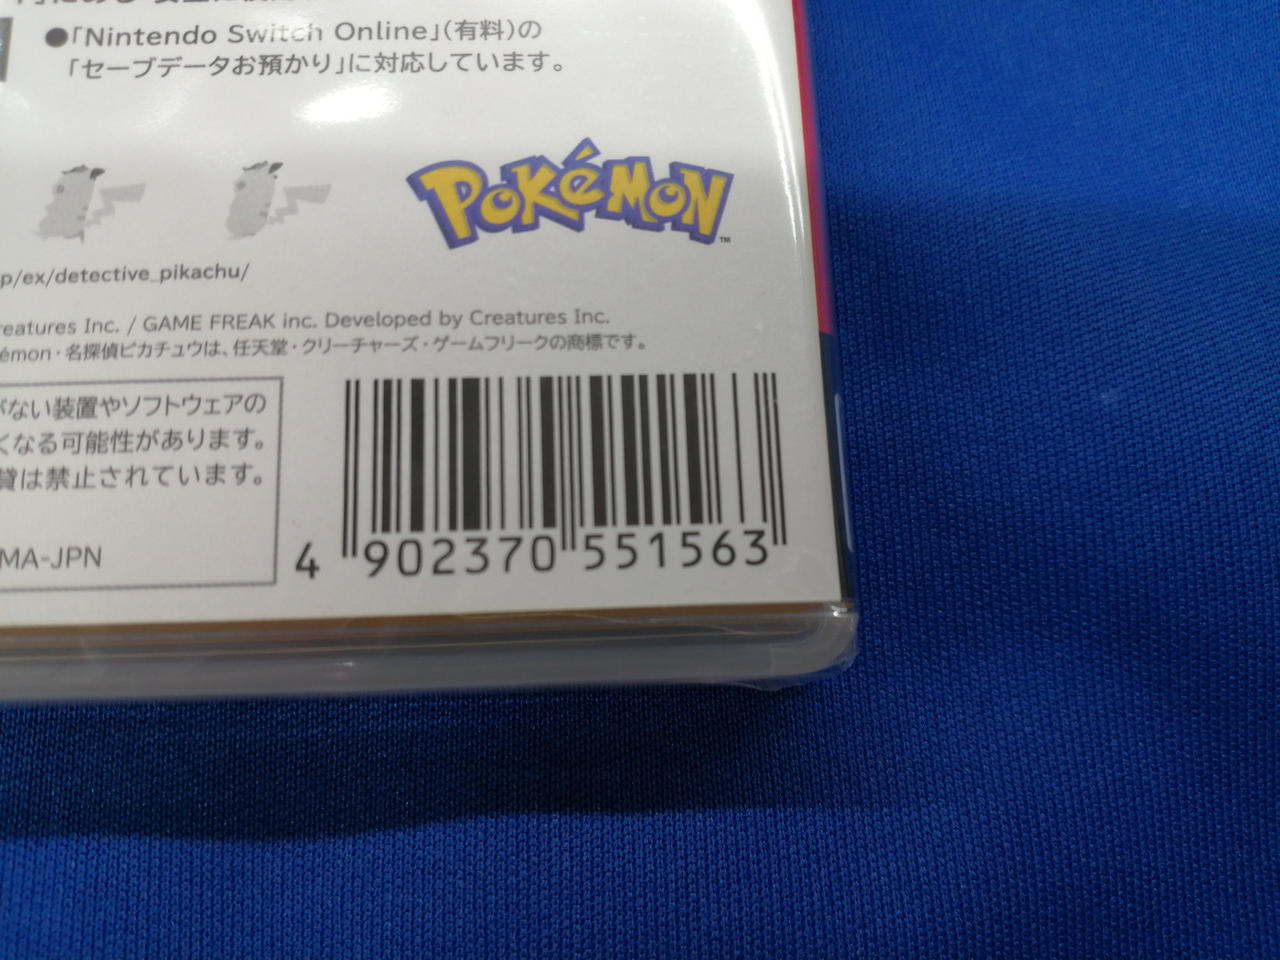 ●「Nintendo Switch Online」(有料)の
「セーブデータお預かり」に対応しています。
POKéMON™
p/ex/detective_pikachu/
reatures Inc. / GAME FREAK inc. Developed by Creatures Inc.
émon・名探偵ピカチュウは、任天堂・クリーチャーズ・ゲームフリークの商標です。
がない装置やソフトウェアの
くなる可能性があります。
貸は禁止されています。
MA-JPN
4 902370 551563